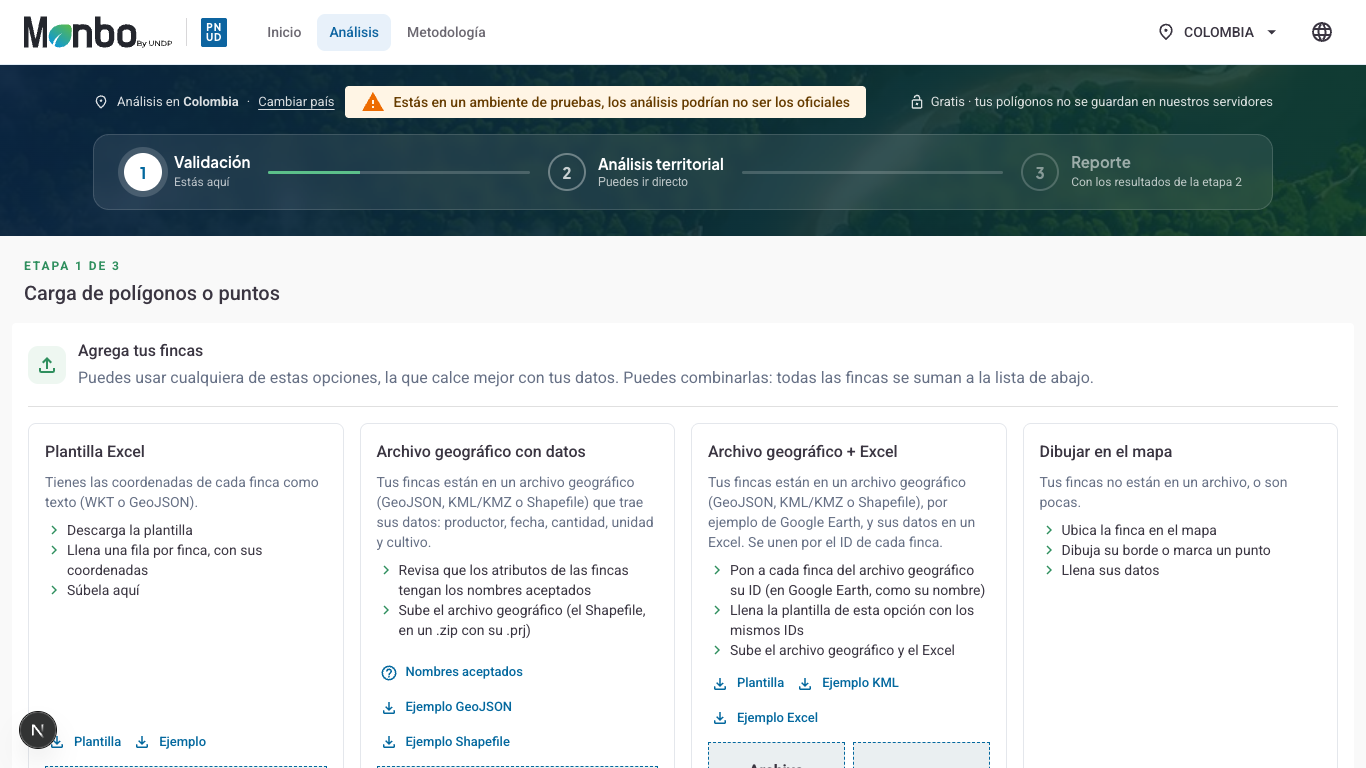 Monbo By UNDP
PN
UD
Inicio
Análisis
Metodología
COLOMBIA
Análisis en Colombia · Cambiar país
Estás en un ambiente de pruebas, los análisis podrían no ser los oficiales
Gratis · tus polígonos no se guardan en nuestros servidores
1
Validación
Estás aquí
2
Análisis territorial
Puedes ir directo
3
Reporte
Con los resultados de la etapa 2
ETAPA 1 DE 3
Carga de polígonos o puntos
Agrega tus fincas
Puedes usar cualquiera de estas opciones, la que calce mejor con tus datos. Puedes combinarlas: todas las fincas se suman a la lista de abajo.
Plantilla Excel
Tienes las coordenadas de cada finca como
texto (WKT o GeoJSON).
Descarga la plantilla
Llena una fila por finca, con sus
coordenadas
Súbela aquí
Plantilla
Ejemplo
N
Archivo geográfico con datos
Tus fincas están en un archivo geográfico
(GeoJSON, KML/KMZ o Shapefile) que trae
sus datos: productor, fecha, cantidad, unidad
y cultivo.
Revisa que los atributos de las fincas
tengan los nombres aceptados
Sube el archivo geográfico (el Shapefile,
en un .zip con su .prj)
Nombres aceptados
Ejemplo GeoJSON
Ejemplo Shapefile
Archivo geográfico + Excel
Tus fincas están en un archivo geográfico
(GeoJSON, KML/KMZ o Shapefile), por
ejemplo de Google Earth, y sus datos en un
Excel. Se unen por el ID de cada finca.
Pon a cada finca del archivo geográfico
su ID (en Google Earth, como su nombre)
Llena la plantilla de esta opción con los
mismos IDs
Sube el archivo geográfico y el Excel
Plantilla
Ejemplo KML
Ejemplo Excel
Archivo
Dibujar en el mapa
Tus fincas no están en un archivo, o son
pocas.
Ubica la finca en el mapa
Dibuja su borde o marca un punto
Llena sus datos